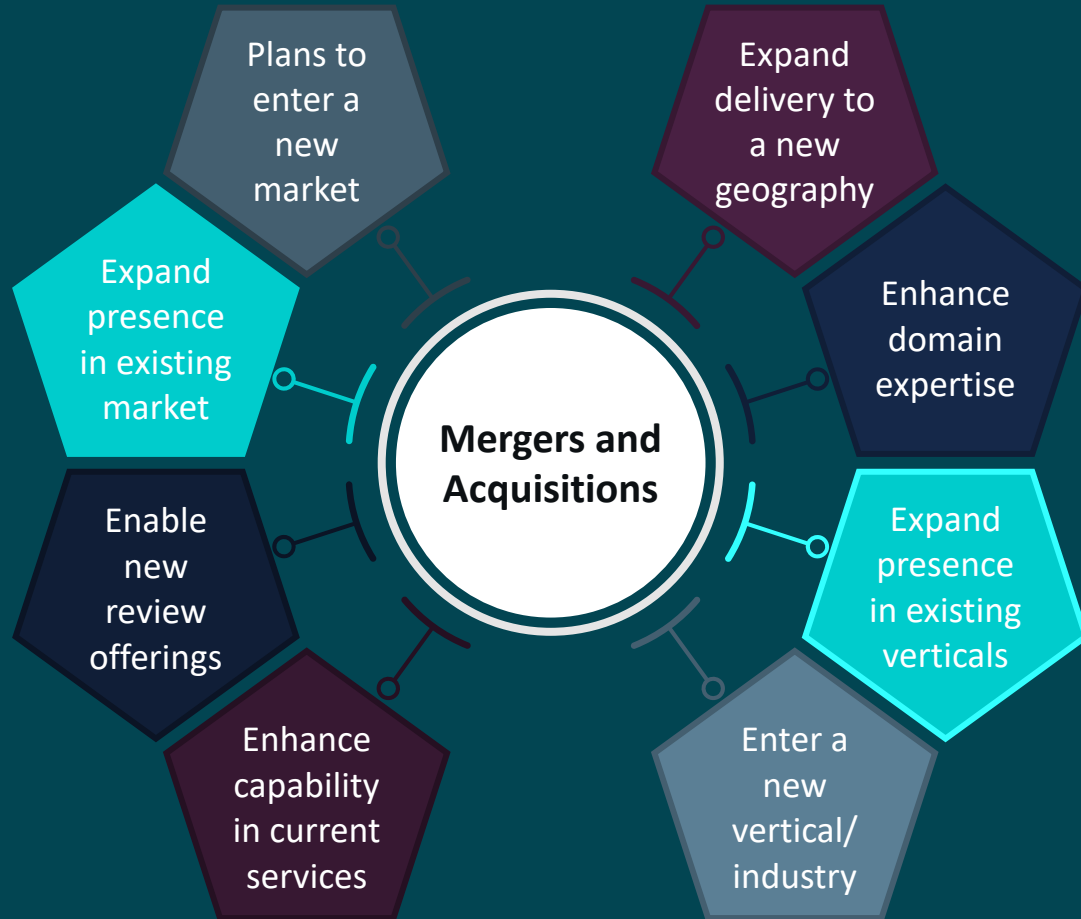 Plans to
enter a
new
market
Expand
delivery to
a new
geography
Expand
presence
in existing
market
Enhance
domain
expertise
Mergers and
Acquisitions
Enable
new
review
offerings
Expand
presence
in existing
verticals
Enhance
capability
in current
services
Enter a
new
vertical/
industry